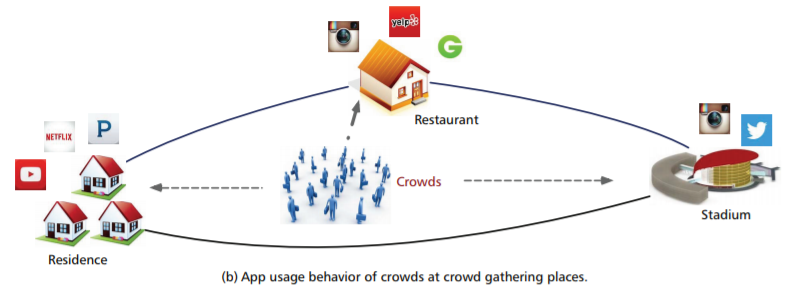 yelp
Restaurant
NETFLIX
P
Crowds
Stadium
Residence
(b) App usage behavior of crowds at crowd gathering places.